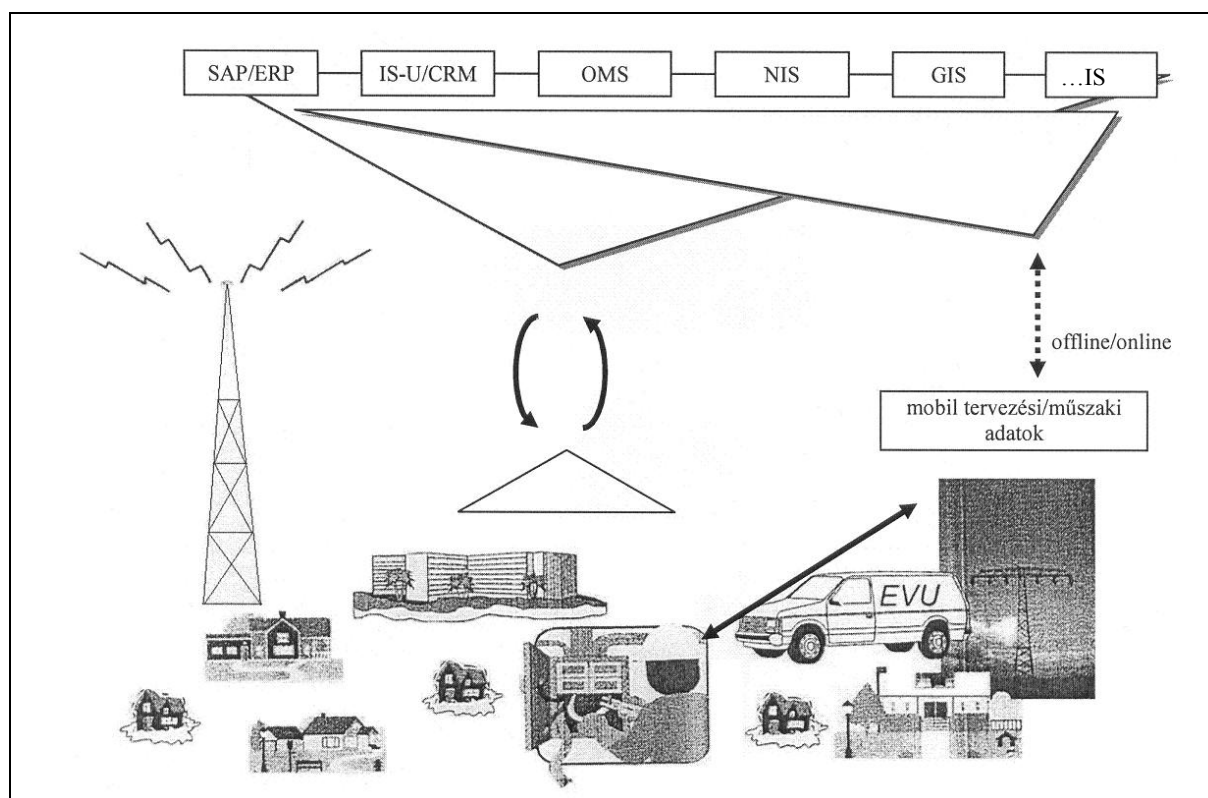 SAP/ERP
IS-U/CRM
OMS
NIS
GIS
…IS
offline/online
mobil tervezési/műszaki
adatok
EVU